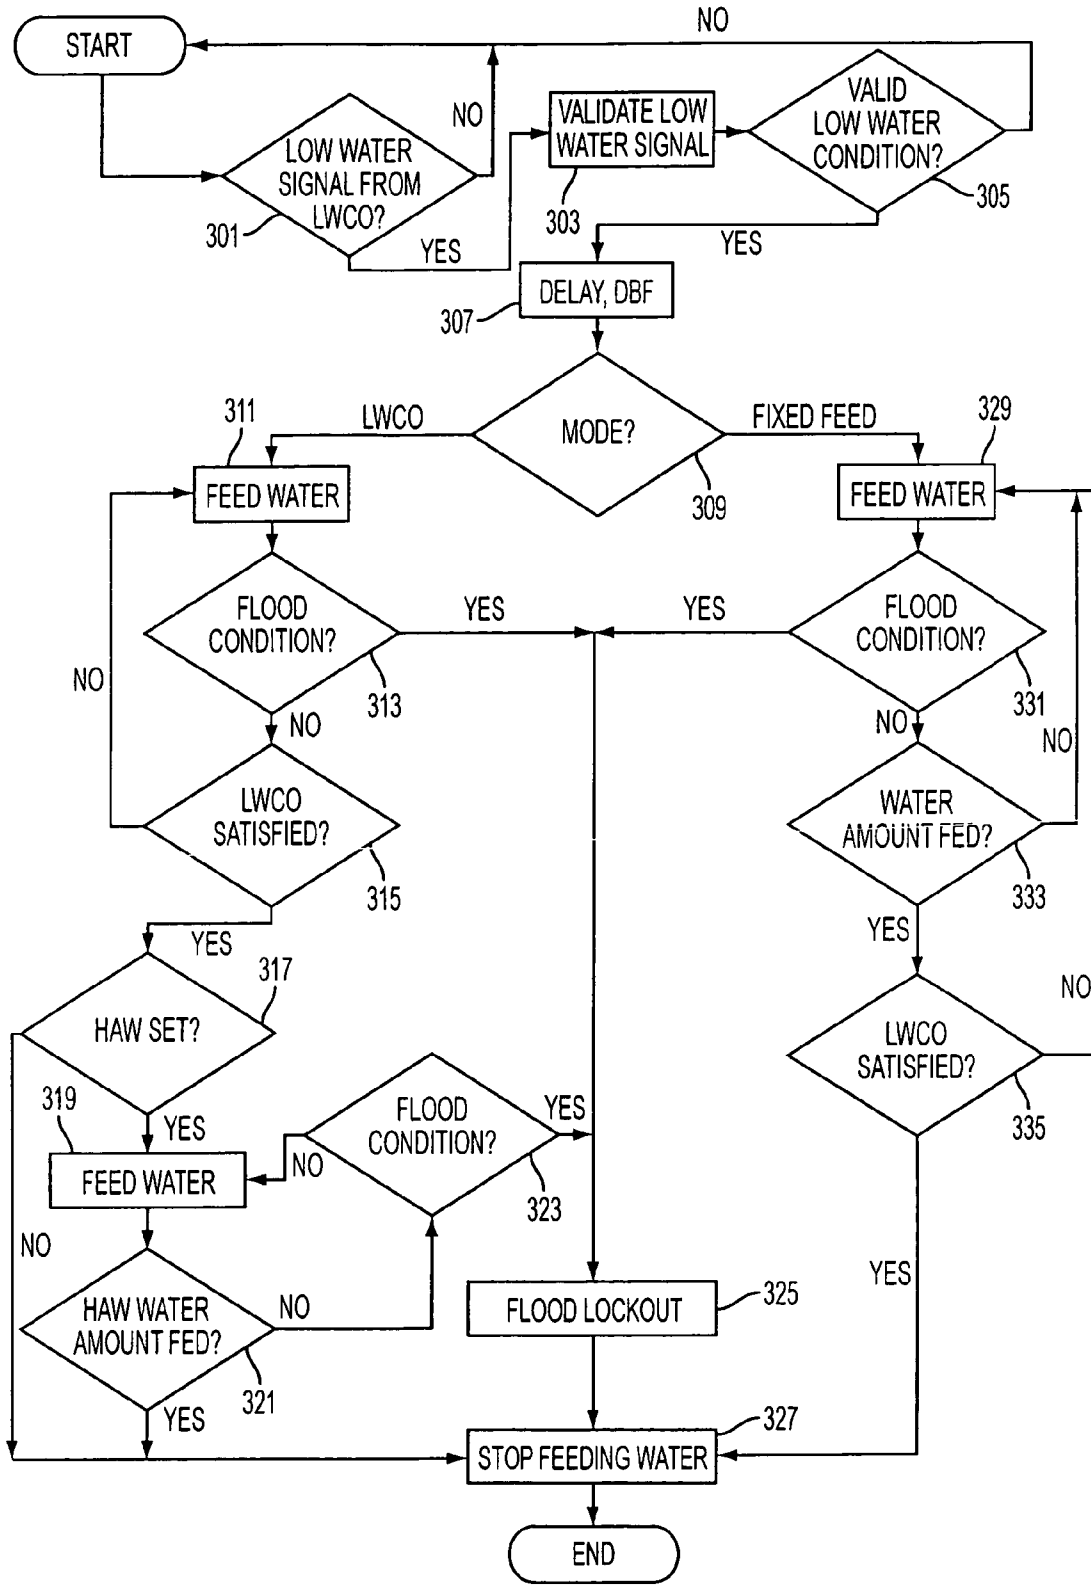 NO
START
LOW WATER
SIGNAL FROM
LWCO?
301
NO
YES
VALIDATE LOW
WATER SIGNAL
303
VALID
LOW WATER
CONDITION?
305
YES
DELAY, DBF
307
MODE?
309
LWCO
FIXED FEED
311
FEED WATER
329
FEED WATER
FLOOD
CONDITION?
313
YES
YES
FLOOD
CONDITION?
331
NO
NO
NO
NO
LWCO
SATISFIED?
315
WATER
AMOUNT FED?
333
YES
YES
HAW SET?
317
LWCO
SATISFIED?
335
NO
319
YES
FEED WATER
NO
FLOOD
CONDITION?
323
YES
NO
HAW WATER
AMOUNT FED?
321
NO
YES
FLOOD LOCKOUT
325
YES
STOP FEEDING WATER
327
END